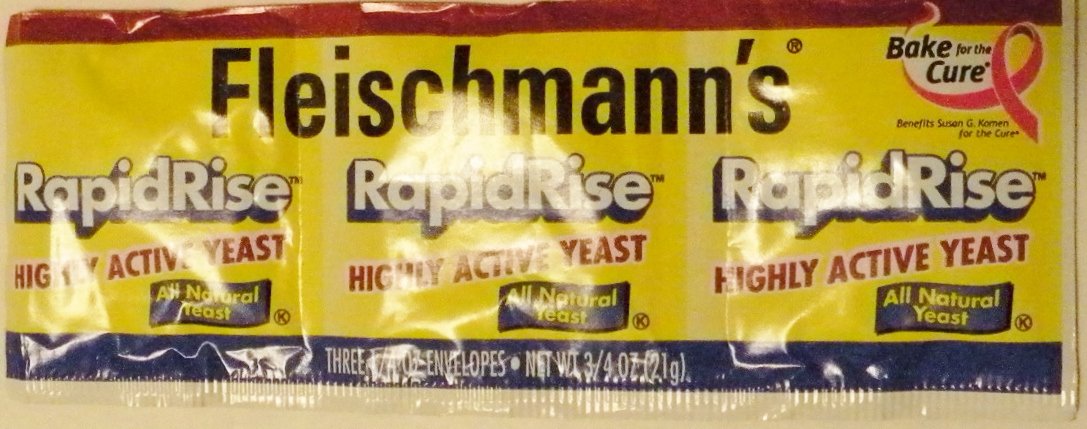 Fleischmann's®
Bake for the
Cure®
Benefits Susan G. Komen
for the Cure®
RapidRise™
HIGHLY ACTIVE YEAST
All Natural
Yeast
K
RapidRise™
HIGHLY ACTIVE YEAST
All Natural
Yeast
K
RapidRise™
HIGHLY ACTIVE YEAST
All Natural
Yeast
K
THREE 1/4 OZ ENVELOPES • NET WT. 3/4 OZ. (21g)